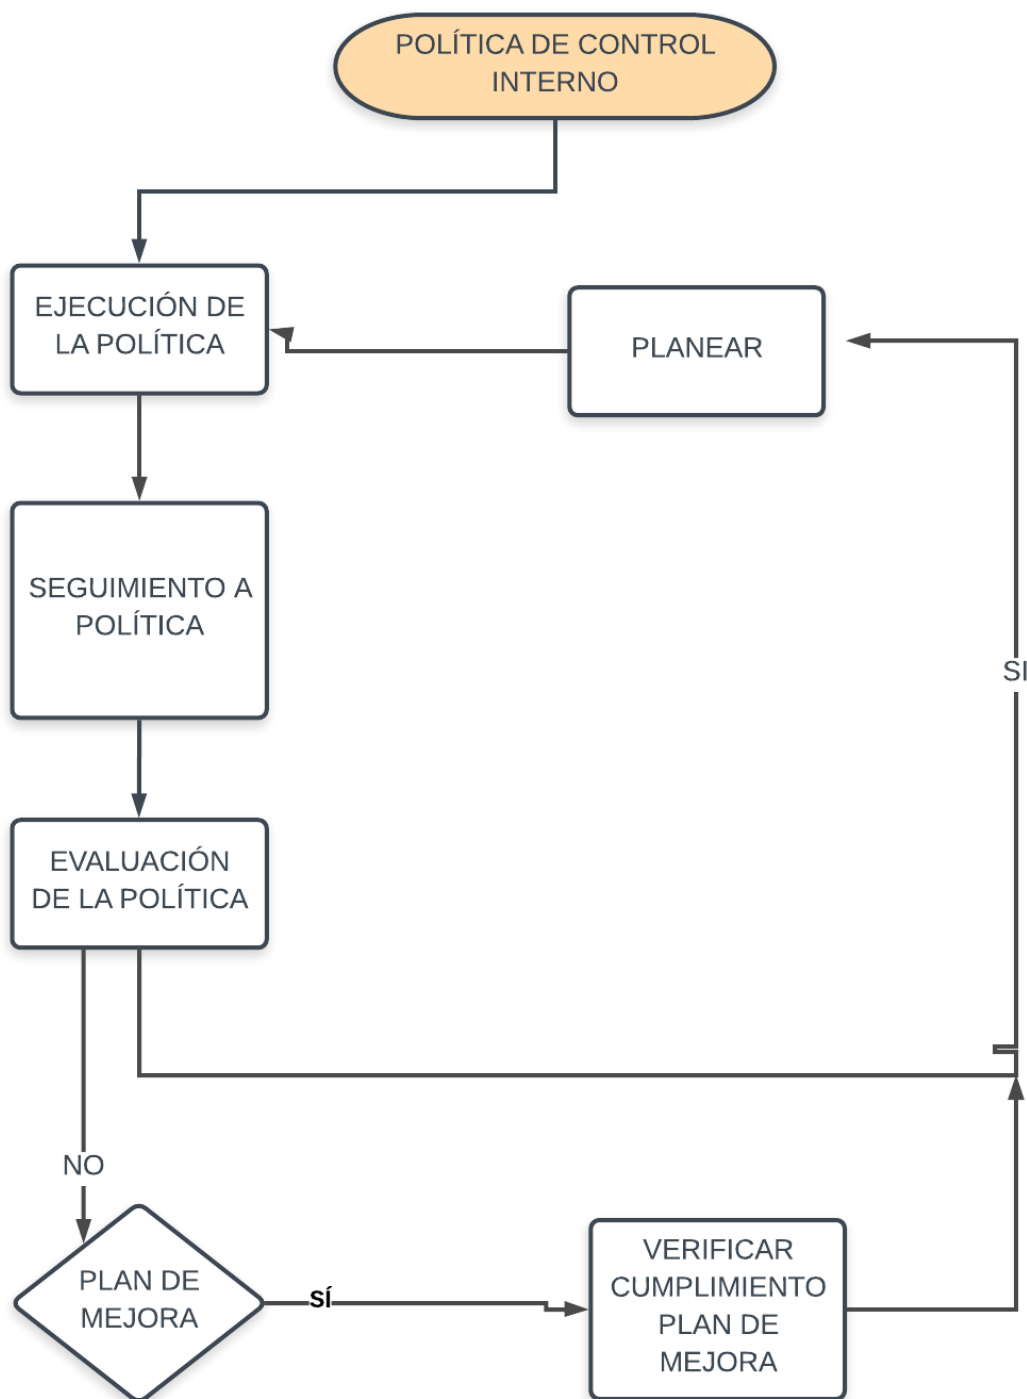 POLÍTICA DE CONTROL
INTERNO
EJECUCIÓN DE
LA POLÍTICA
PLANEAR
SEGUIMIENTO A
POLÍTICA
SI
EVALUACIÓN
DE LA POLÍTICA
NO
PLAN DE
MEJORA
SÍ
VERIFICAR
CUMPLIMIENTO
PLAN DE
MEJORA